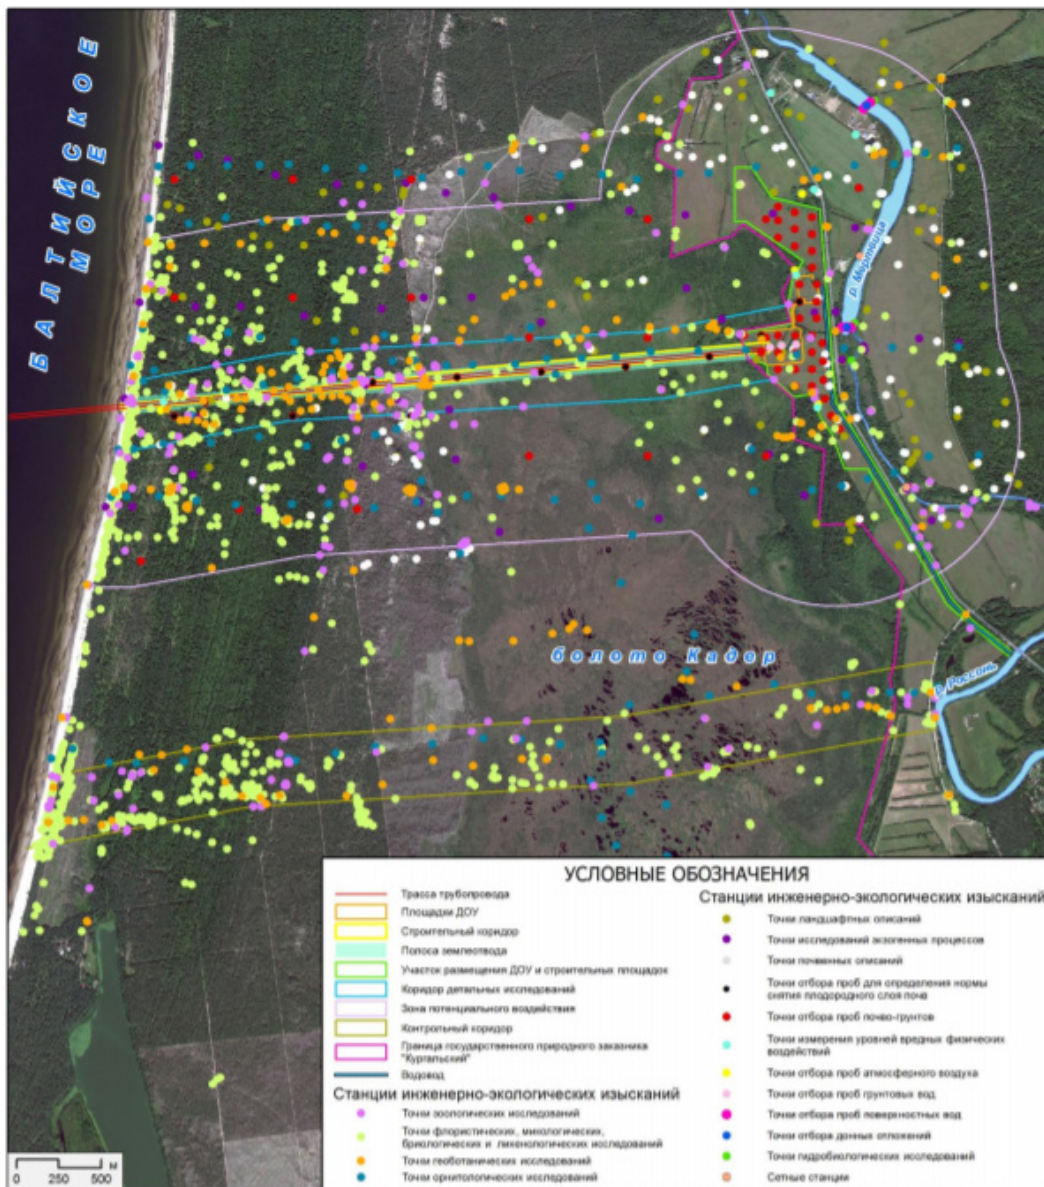 БАЛТИЙСКОЕ
МОРЕ
р. Мертвица
болото Кадер
р. Россонь
УСЛОВНЫЕ ОБОЗНАЧЕНИЯ
Трасса трубопровода
Площадки ДОУ
Строительный коридор
Полоса землеотвода
Участок размещения ДОУ и строительных площадок
Коридор детальных исследований
Зона потенциального воздействия
Контрольный коридор
Граница государственного природного заказника
"Кургальский"
Водовод
Станции инженерно-экологических изысканий
Точки зоологических исследований
Точки флористических, микологических,
бриологических и лихенологических исследований
Точки геоботанических исследований
Точки орнитологических исследований
Станции инженерно-экологических изысканий
Точки ландшафтных описаний
Точки исследований экзогенных процессов
Точки почвенных описаний
Точки отбора проб для определения нормы
снятия плодородного слоя почв
Точки отбора проб почво-грунтов
Точки измерения уровней вредных физических
воздействий
Точки отбора проб атмосферного воздуха
Точки отбора проб грунтовых вод
Точки отбора проб поверхностных вод
Точки отбора данных отложений
Точки гидробиологических исследований
Сетные станции
0 250 500 м